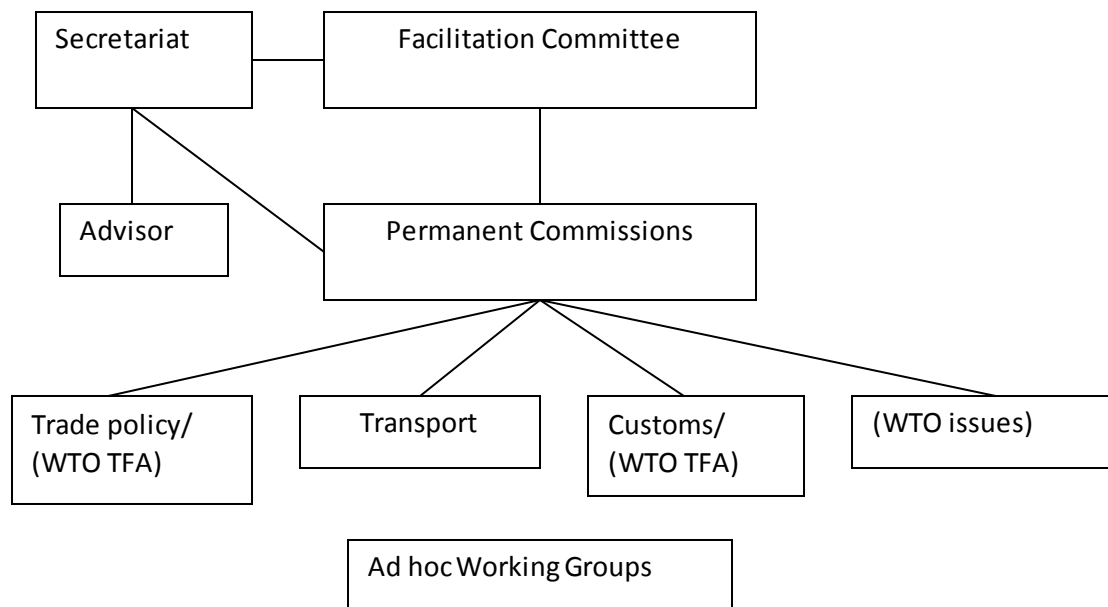 Secretariat
Facilitation Committee
Advisor
Permanent Commissions
Trade policy/
(WTO TFA)
Transport
Customs/
(WTO TFA)
(WTO issues)
Ad hoc Working Groups